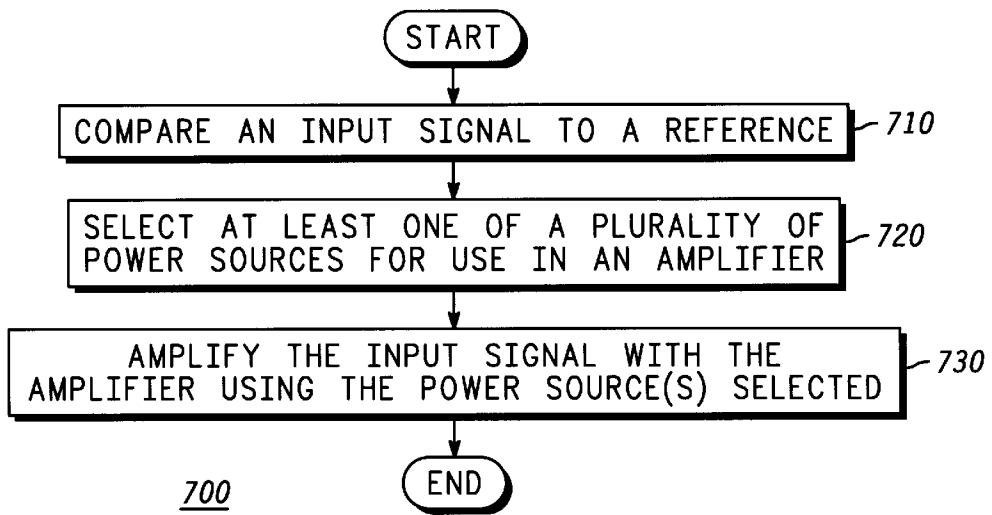 START
COMPARE AN INPUT SIGNAL TO A REFERENCE
710
SELECT AT LEAST ONE OF A PLURALITY OF
POWER SOURCES FOR USE IN AN AMPLIFIER
720
AMPLIFY THE INPUT SIGNAL WITH THE
AMPLIFIER USING THE POWER SOURCE(S) SELECTED
730
END
700